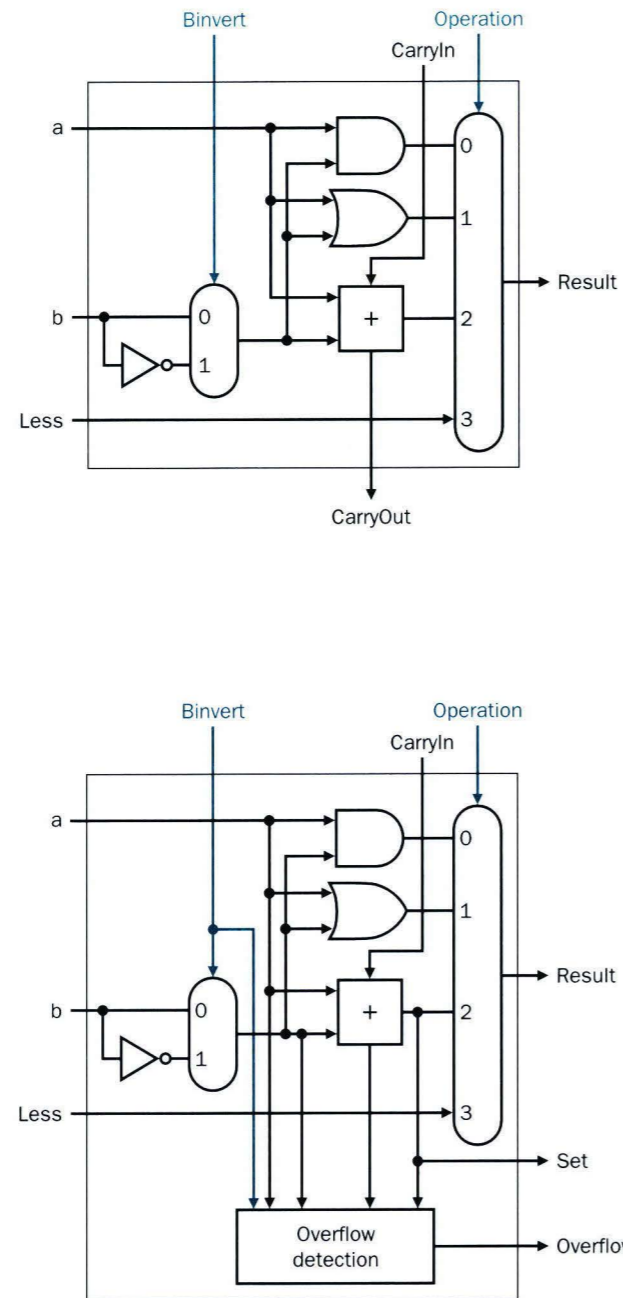 Binvert
Operation
CarryIn
a
0
1
b
0
+
2
Result
1
Less
3
CarryOut
Binvert
Operation
CarryIn
a
0
1
b
0
+
2
Result
1
Less
3
Set
Overflow
detection
Overflow